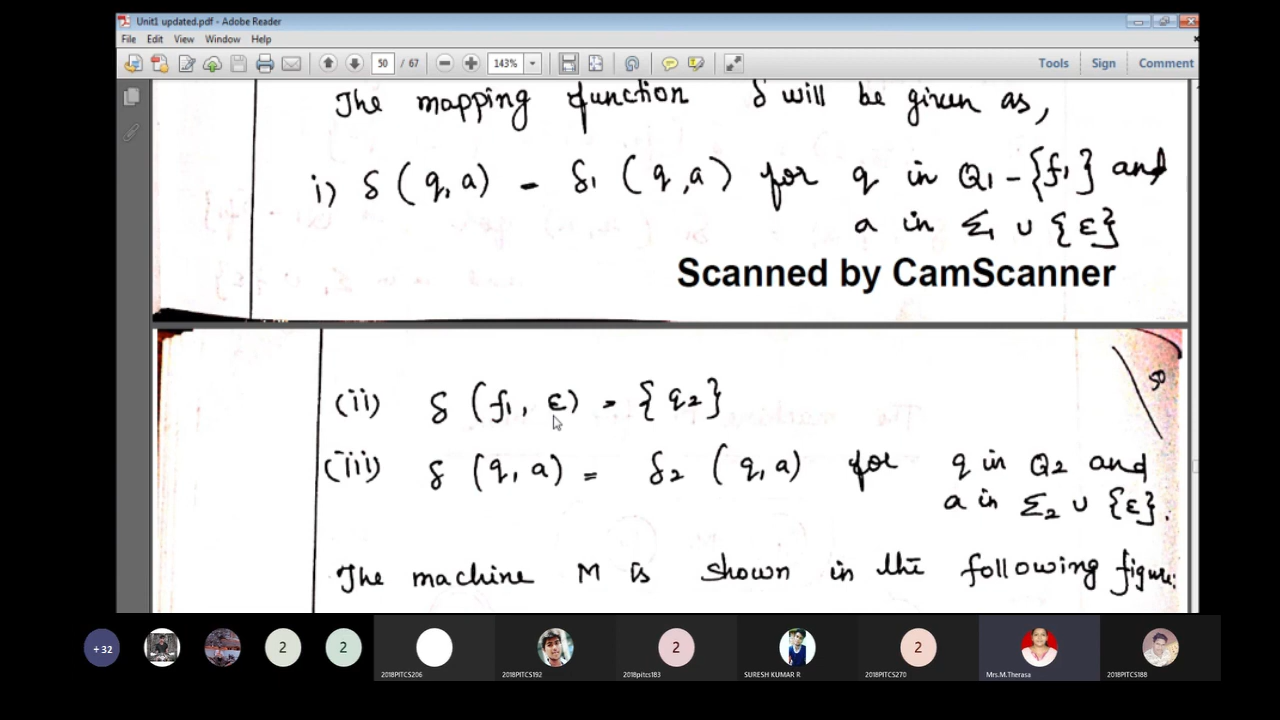 Unit1 updated.pdf - Adobe Reader
File Edit View Window Help
50 / 67 143% Tools Sign Comment
The mapping function δ will be given as,
i) δ (q, a) - δ1 (q, a) for q in Q1 - {f1} and
a in Σ1 ∪ {ε}
Scanned by CamScanner
50
(ii) δ (f1, ε) = {q2}
(iii) δ (q, a) = δ2 (q, a) for q in Q2 and
a in Σ2 ∪ {ε}.
The machine M is shown in the following figure:
+32 2 2 2 2
2018PITCS206 2018PITCS192 2018pitcs183 SURESH KUMAR R 2018PITCS270 Mrs.M.Therasa 2018PITCS188